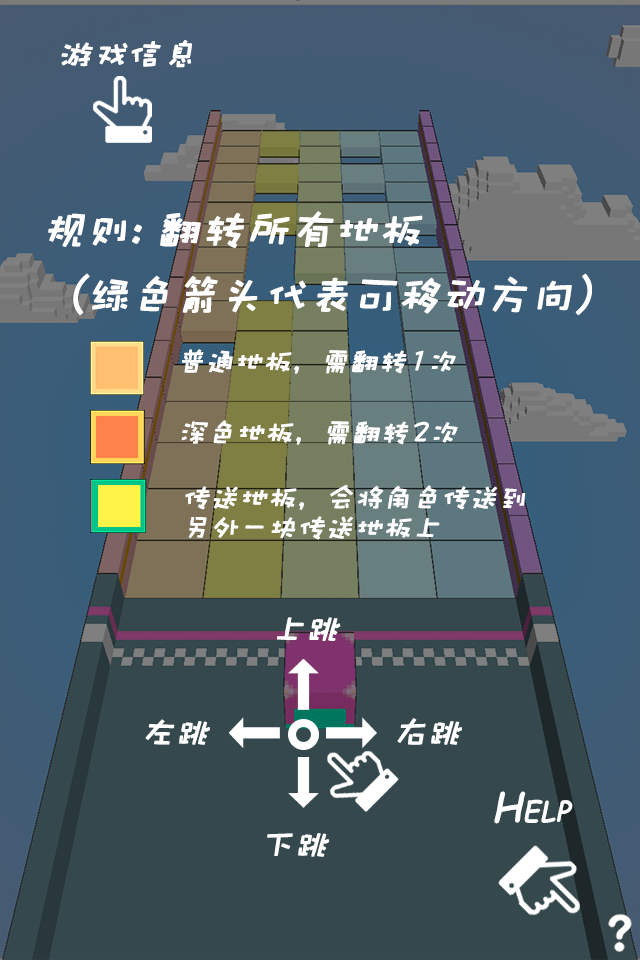 游戏信息
规则:翻转所有地板
(绿色箭头代表可移动方向)
普通地板,需翻转1次
深色地板,需翻转2次
传送地板,会将角色传送到
另外一块传送地板上
上跳
左跳
右跳
下跳
HELP
?